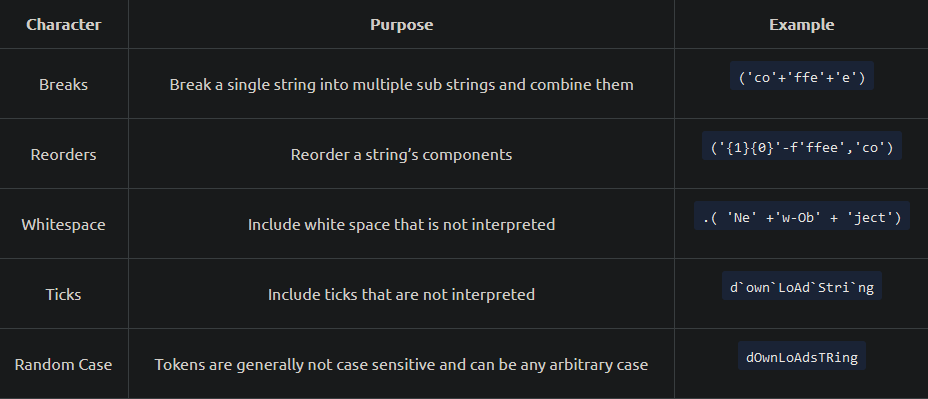 Character Purpose Example
Breaks Break a single string into multiple sub strings and combine them ('co'+'ffe'+'e')
Reorders Reorder a string’s components ('{1}{0}'-f'ffee','co')
Whitespace Include white space that is not interpreted .( 'Ne' +'w-Ob' + 'ject')
Ticks Include ticks that are not interpreted d`own`LoAd`Stri`ng
Random Case Tokens are generally not case sensitive and can be any arbitrary case dOwnLoAdsTRing